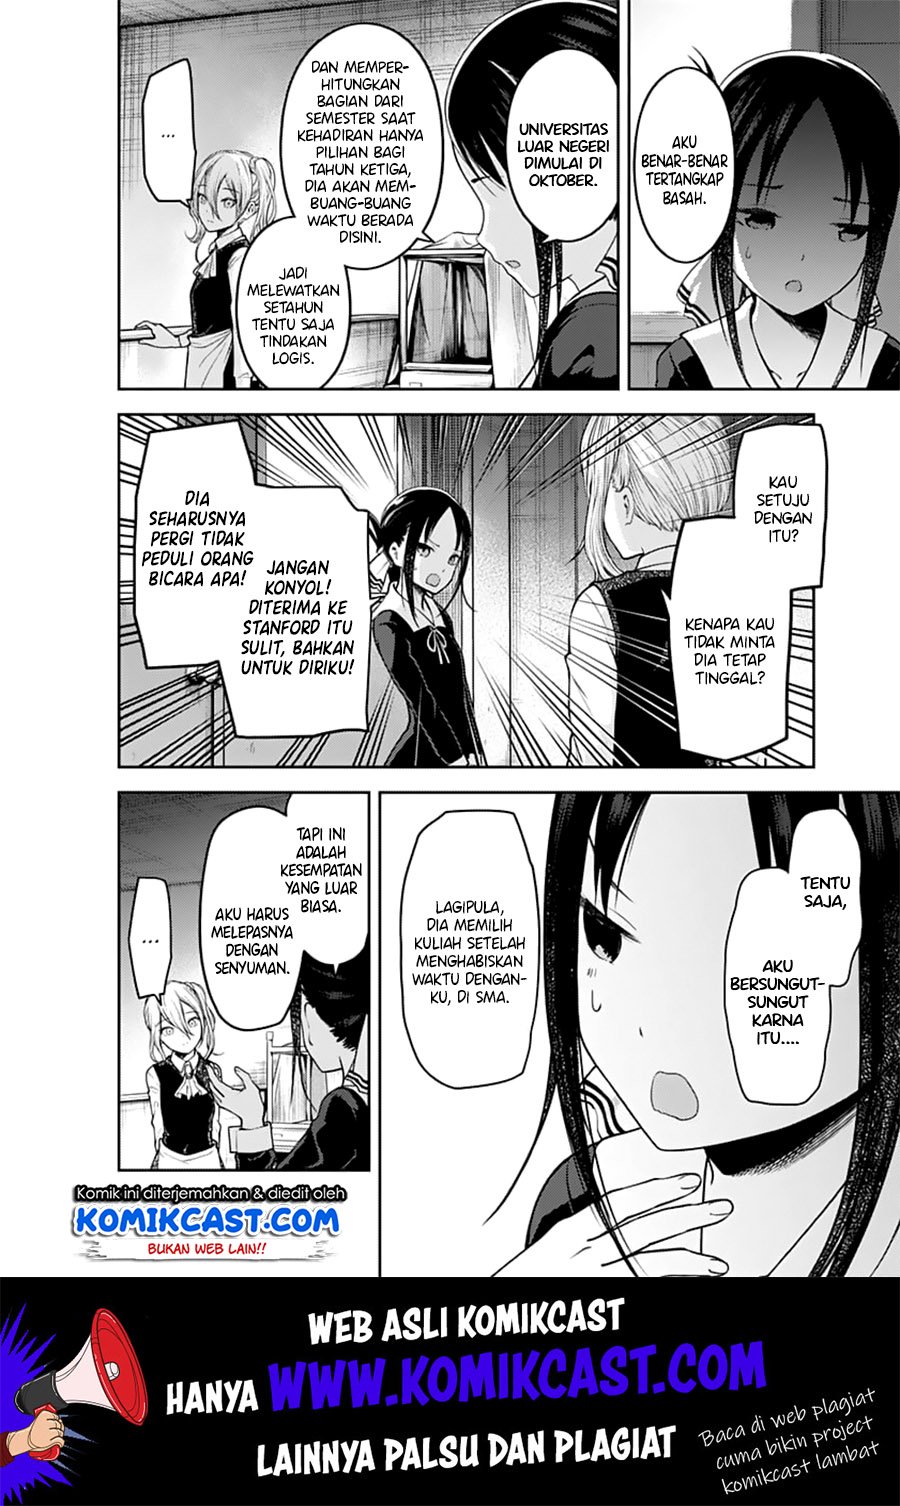 AKU
BENAR-BENAR
TERTANGKAP
BASAH.
UNIVERSITAS
LUAR NEGERI
DIMULAI DI
OKTOBER.
DAN MEMPER-
HITUNGKAN
BAGIAN DARI
SEMESTER SAAT
KEHADIRAN HANYA
PILIHAN BAGI
TAHUN KETIGA,
DIA AKAN MEM-
BUANG-BUANG
WAKTU BERADA
DISINI.
JADI
MELEWATKAN
SETAHUN
TENTU SAJA
TINDAKAN
LOGIS.
...
KAU
SETUJU
DENGAN
ITU?
KENAPA KAU
TIDAK MINTA
DIA TETAP
TINGGAL?
JANGAN
KONYOL!
DITERIMA KE
STANFORD ITU
SULIT, BAHKAN
UNTUK DIRIKU!
DIA
SEHARUSNYA
PERGI TIDAK
PEDULI ORANG
BICARA APA!
TENTU
SAJA,
AKU
BERSUNGUT-
SUNGUT
KARNA
ITU....
LAGIPULA,
DIA MEMILIH
KULIAH SETELAH
MENGHABISKAN
WAKTU DENGAN-
KU, DI SMA.
TAPI INI
ADALAH
KESEMPATAN
YANG LUAR
BIASA.
AKU HARUS
MELEPASNYA
DENGAN
SENYUMAN.
...
Komik ini diterjemahkan & diedit oleh
KOMIKCAST.COM
BUKAN WEB LAIN!!
WEB ASLI KOMIKCAST
HANYA WWW.KOMIKCAST.COM
LAINNYA PALSU DAN PLAGIAT
Baca di web plagiat
cuma bikin project
komikcast lambat